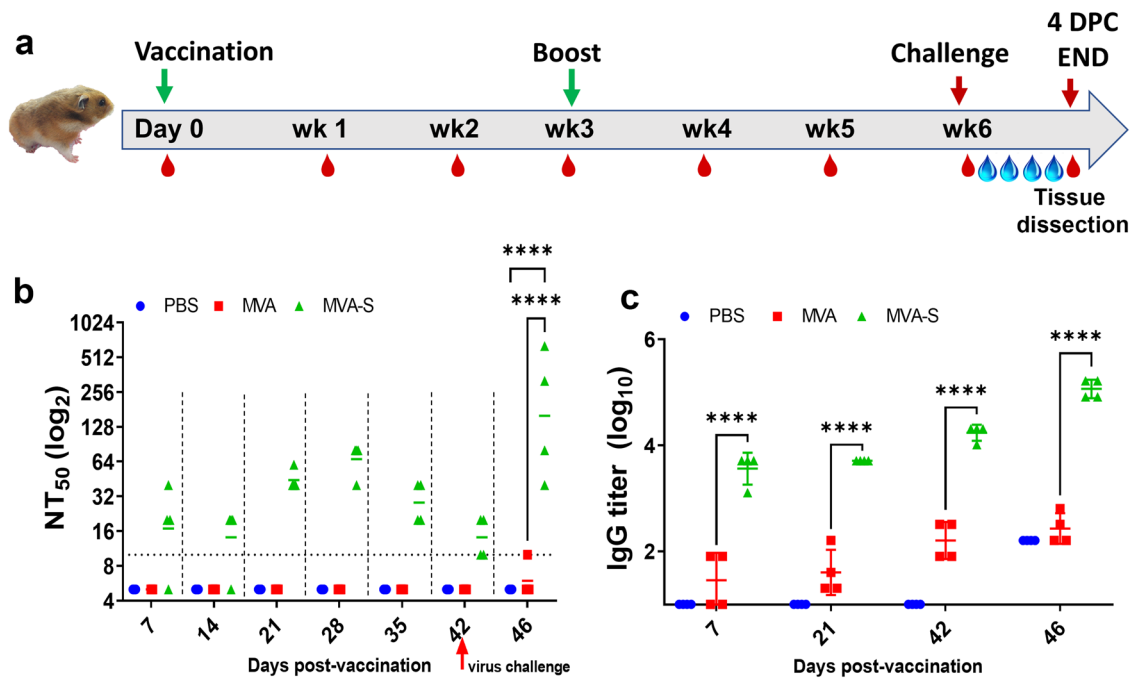 a
4 DPC
Vaccination Boost Challenge END
Day 0 wk 1 wk2 wk3 wk4 wk5 wk6
Tissue
dissection
b
PBS MVA MVA-S
**** 
****
NT50 (log2)
1024
512
256
128
64
32
16
8
4
7 14 21 28 35 42 46
Days post-vaccination virus challenge
c
PBS MVA MVA-S
IgG titer (log10)
6
4
2
**** **** **** ****
7 21 42 46
Days post-vaccination